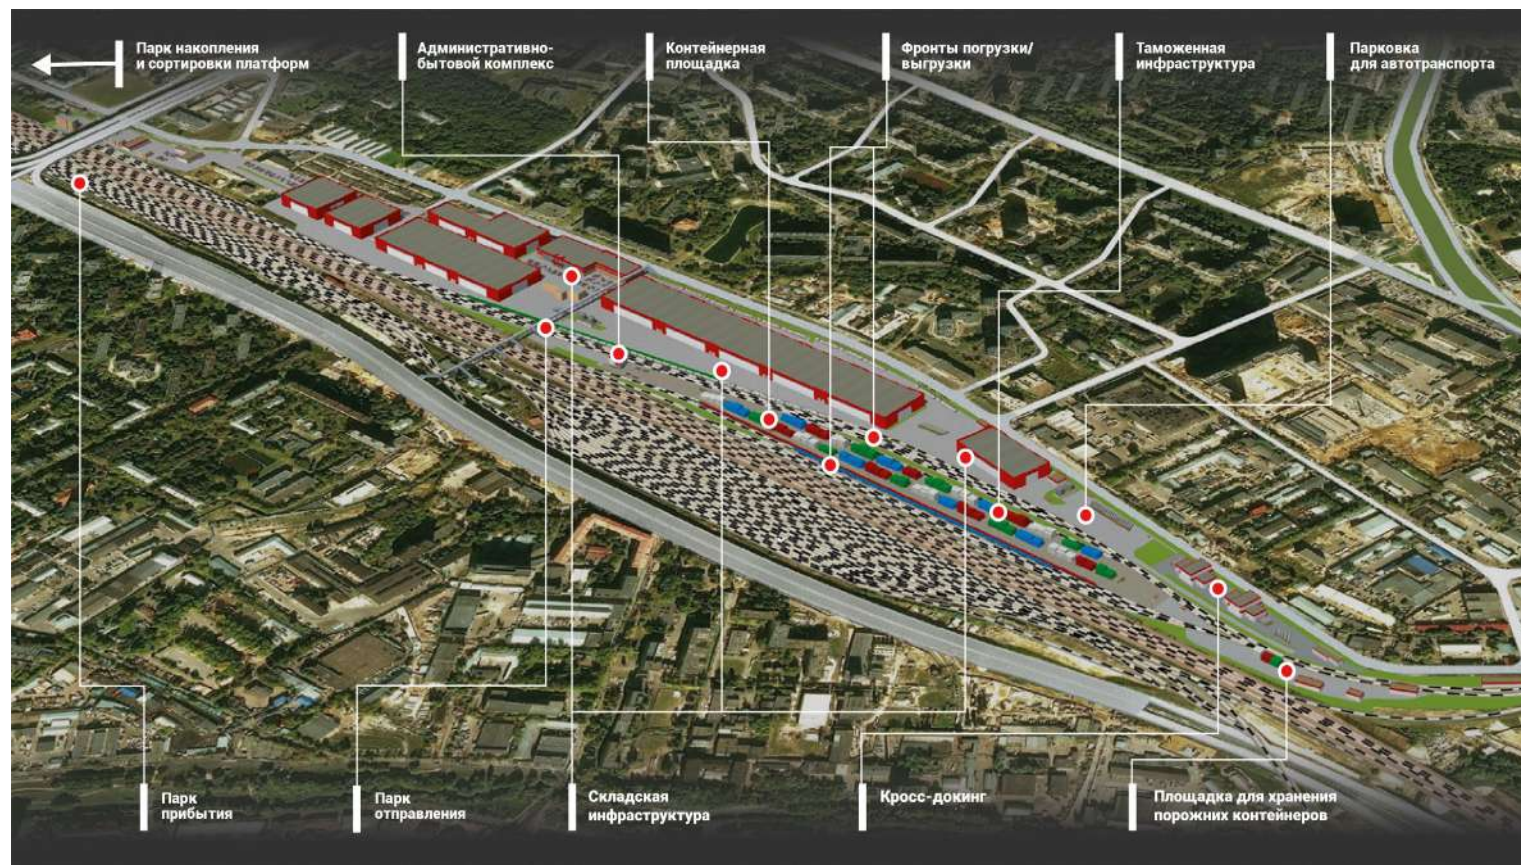 Парк накопления
и сортировки платформ
Административно-
бытовой комплекс
Контейнерная
площадка
Фронты погрузки/
выгрузки
Таможенная
инфраструктура
Парковка
для автотранспорта
Парк
прибытия
Парк
отправления
Складская
инфраструктура
Кросс-докинг
Площадка для хранения
порожних контейнеров